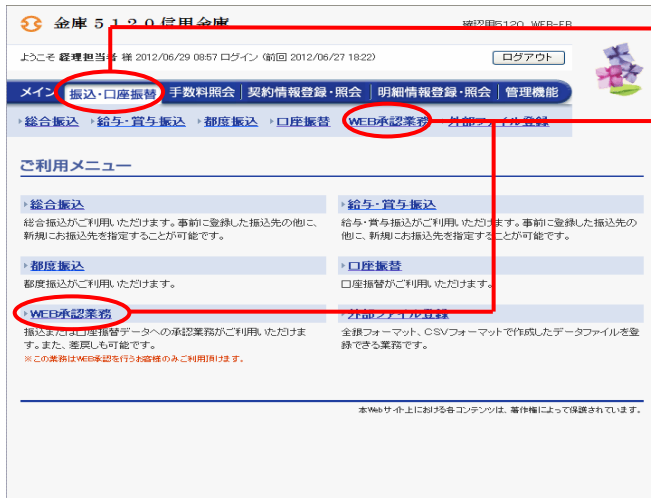 金庫5120信用金庫
確認用5120 WEB-FB
ようこそ 経理担当者 様 2012/06/29 08:57 ログイン (前回 2012/06/27 18:22)
ログアウト
メイン 振込・口座振替 手数料照会 契約情報登録・照会 明細情報登録・照会 管理機能
総合振込 給与・賞与振込 都度振込 口座振替 WEB承認業務 外部ファイル登録
ご利用メニュー
総合振込
総合振込がご利用いただけます。事前に登録した振込先の他に、
新規にお振込先を指定することが可能です。
給与・賞与振込
給与・賞与振込がご利用いただけます。事前に登録した振込先の
他に、新規にお振込先を指定することが可能です。
都度振込
都度振込がご利用いただけます。
口座振替
口座振替がご利用いただけます。
WEB承認業務
振込または口座振替データへの承認業務がご利用いただけま
す。また、差戻しも可能です。
※この業務はWEB承認を行うお客様のみご利用頂けます。
外部ファイル登録
全銀フォーマット、CSVフォーマットで作成したデータファイルを登
録できる業務です。
本Webサイト上における各コンテンツは、著作権によって保護されています。